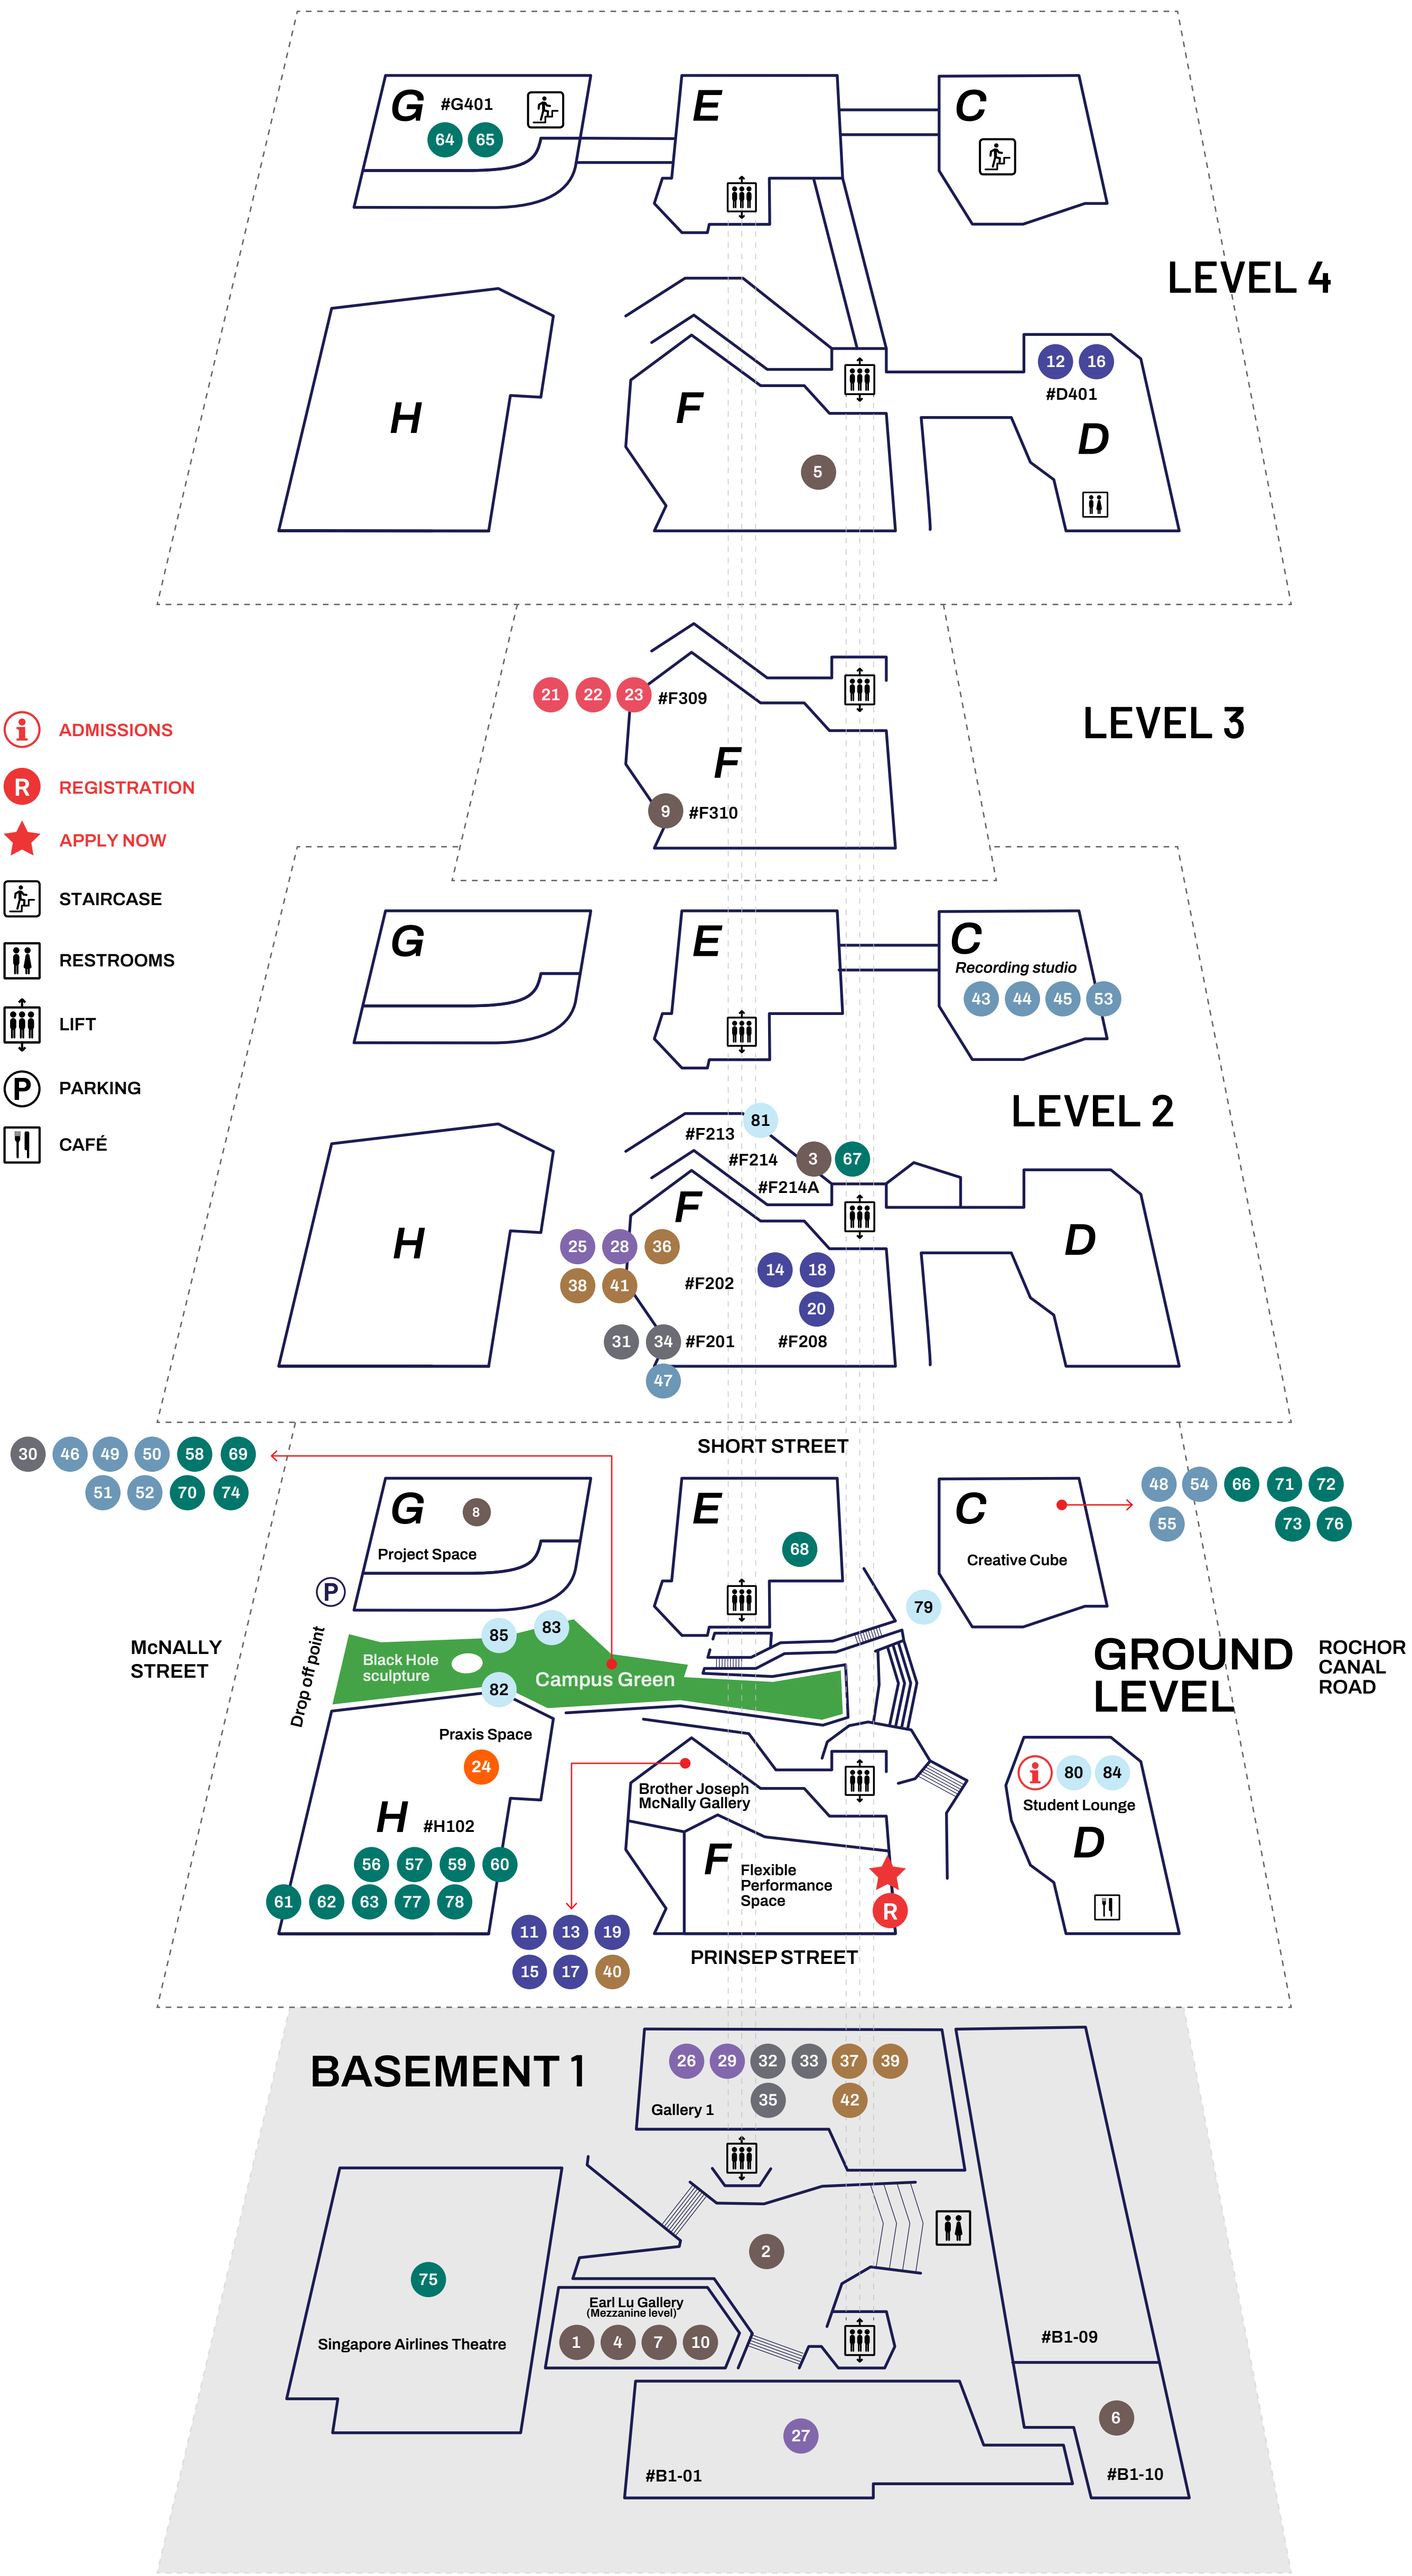 G #G401
64 65
E
C
LEVEL 4
H
F
5
12 16
#D401
D
21 22 23 #F309
F
9 #F310
LEVEL 3
i ADMISSIONS
R REGISTRATION
APPLY NOW
STAIRCASE
RESTROOMS
LIFT
P PARKING
CAFÉ
G
E
C
Recording studio
43 44 45 53
LEVEL 2
81
#F213
#F214 3 67
#F214A
F
H
D
25 28 36
38 41
#F202
14 18
20
31 34 #F201
#F208
47
SHORT STREET
30 46 49 50 58 69
51 52 70 74
48 54 66 71 72
55 73 76
G 8
Project Space
E
68
C
Creative Cube
P
79
McNALLY
STREET
Drop off point
85 83
Black Hole
sculpture
Campus Green
82
GROUND
LEVEL
ROCHOR
CANAL
ROAD
Praxis Space
24
H #H102
56 57 59 60
61 62 63 77 78
Brother Joseph
McNally Gallery
F
Flexible
Performance
Space
R
i 80 84
Student Lounge
D
11 13 19
15 17 40
PRINSEP STREET
BASEMENT 1
26 29 32 33 37 39
35 42
Gallery 1
2
75
Singapore Airlines Theatre
Earl Lu Gallery
(Mezzanine level)
1 4 7 10
#B1-09
6
#B1-10
27
#B1-01